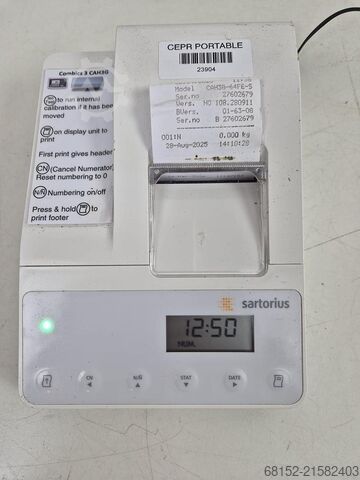 CEPR PORTABLE
23904
Combics 3 CAH3G
to run internal
calibration if it has been
moved
on display unit to
print
First print gives header
CN (Cancel Numerator)
Reset numbering to 0
N/N Numbering on/off
Press & hold to
print footer
Model CAH3G-64FE-S
Ser.no 27602679
Vers. HO 108.280911
BVers. 01-63-08
Ser.no B 27602679
0011N 0.000 kg
28-Aug-2025 14:10:28
sartorius
12:50
NUM.
CN N/N STAT DATE
68152-21582403